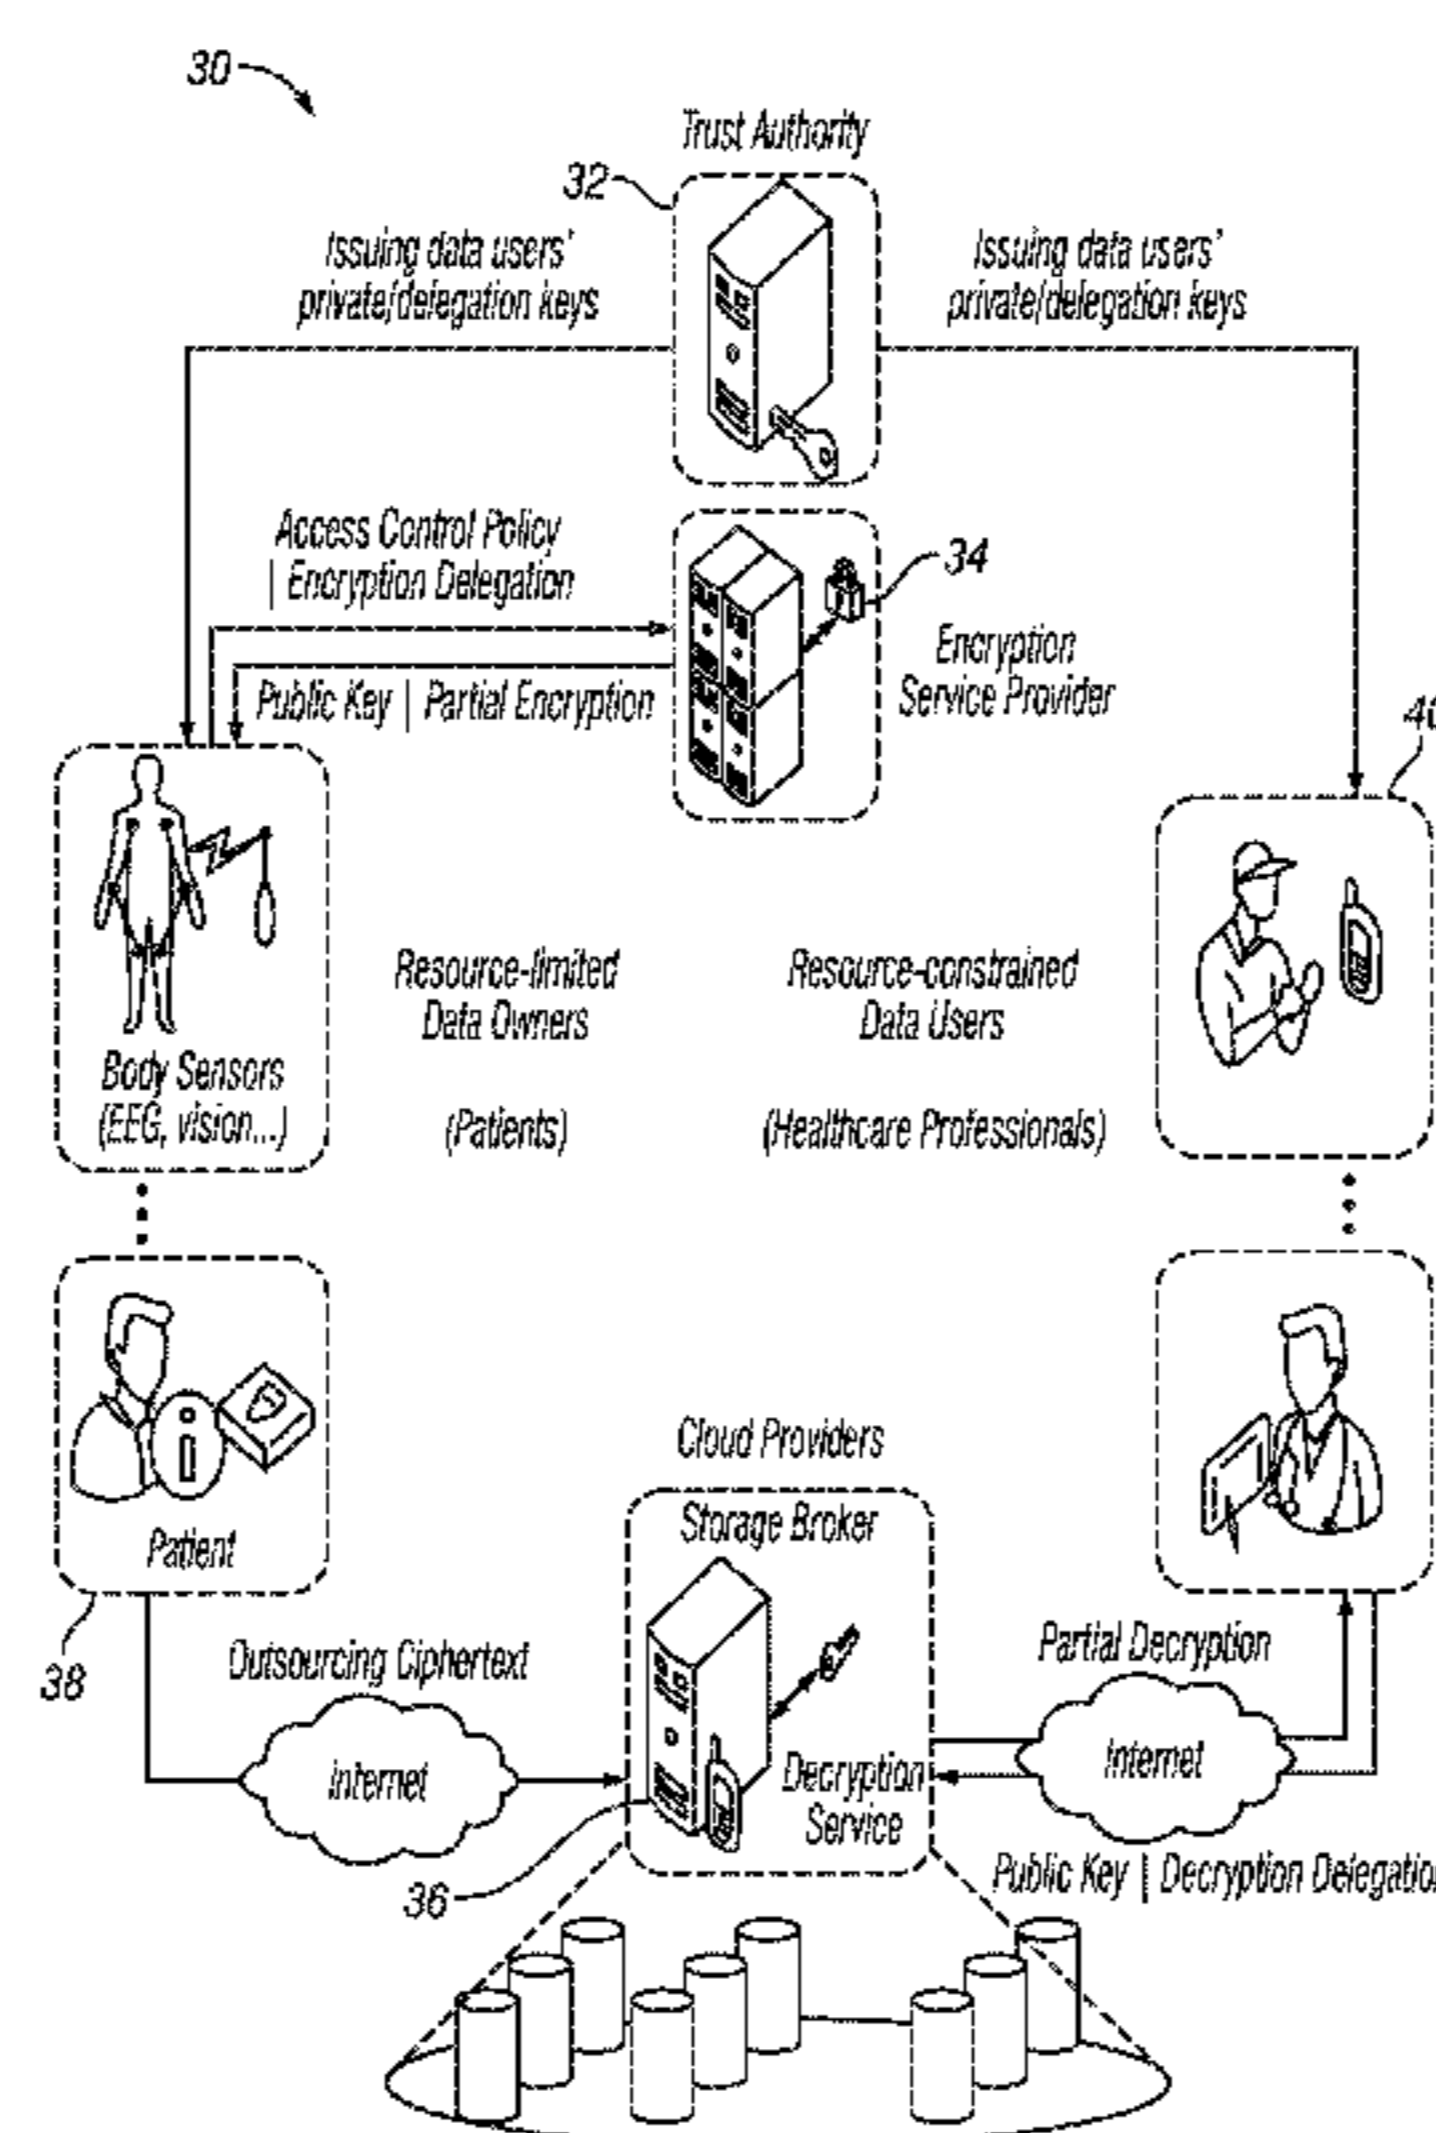 30
Trust Authority
32
Issuing data users'
private/delegation keys
Issuing data users'
private/delegation keys
Access Control Policy
| Encryption Delegation
34
Encryption
Service Provider
Public Key | Partial Encryption
Resource-limited
Data Owners
(Patients)
Resource-constrained
Data Users
(Healthcare Professionals)
Body Sensors
(EEG, vision...)
Patient
38
Cloud Providers
Storage Broker
Outsourcing Ciphertext
Internet
Decryption
Service
36
Partial Decryption
Internet
Public Key | Decryption